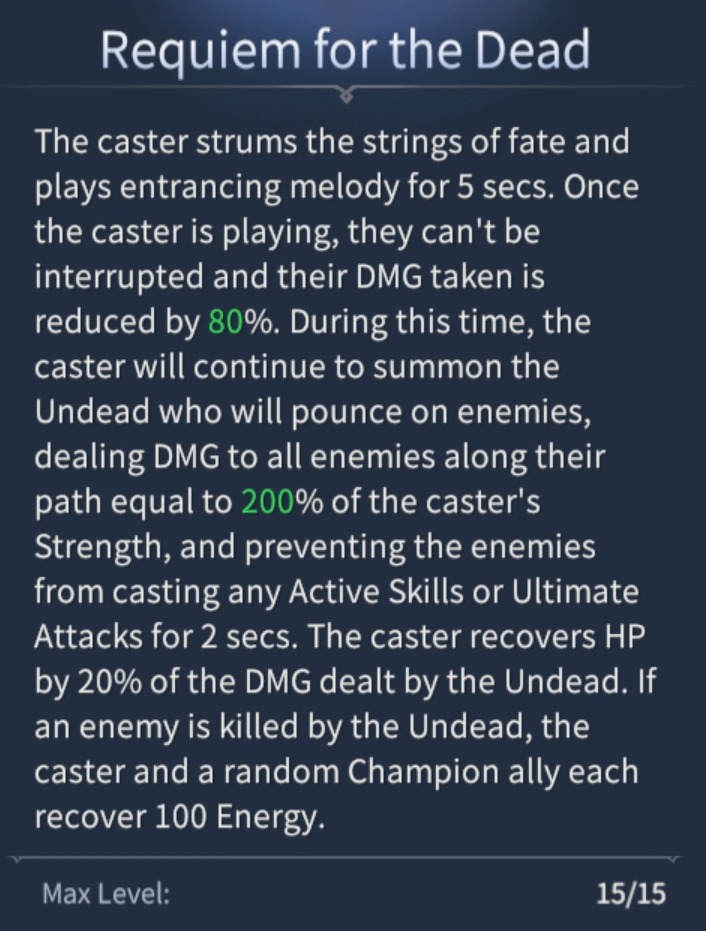 Requiem for the Dead
The caster strums the strings of fate and
plays entrancing melody for 5 secs. Once
the caster is playing, they can't be
interrupted and their DMG taken is
reduced by 80%. During this time, the
caster will continue to summon the
Undead who will pounce on enemies,
dealing DMG to all enemies along their
path equal to 200% of the caster's
Strength, and preventing the enemies
from casting any Active Skills or Ultimate
Attacks for 2 secs. The caster recovers HP
by 20% of the DMG dealt by the Undead. If
an enemy is killed by the Undead, the
caster and a random Champion ally each
recover 100 Energy.
Max Level: 15/15